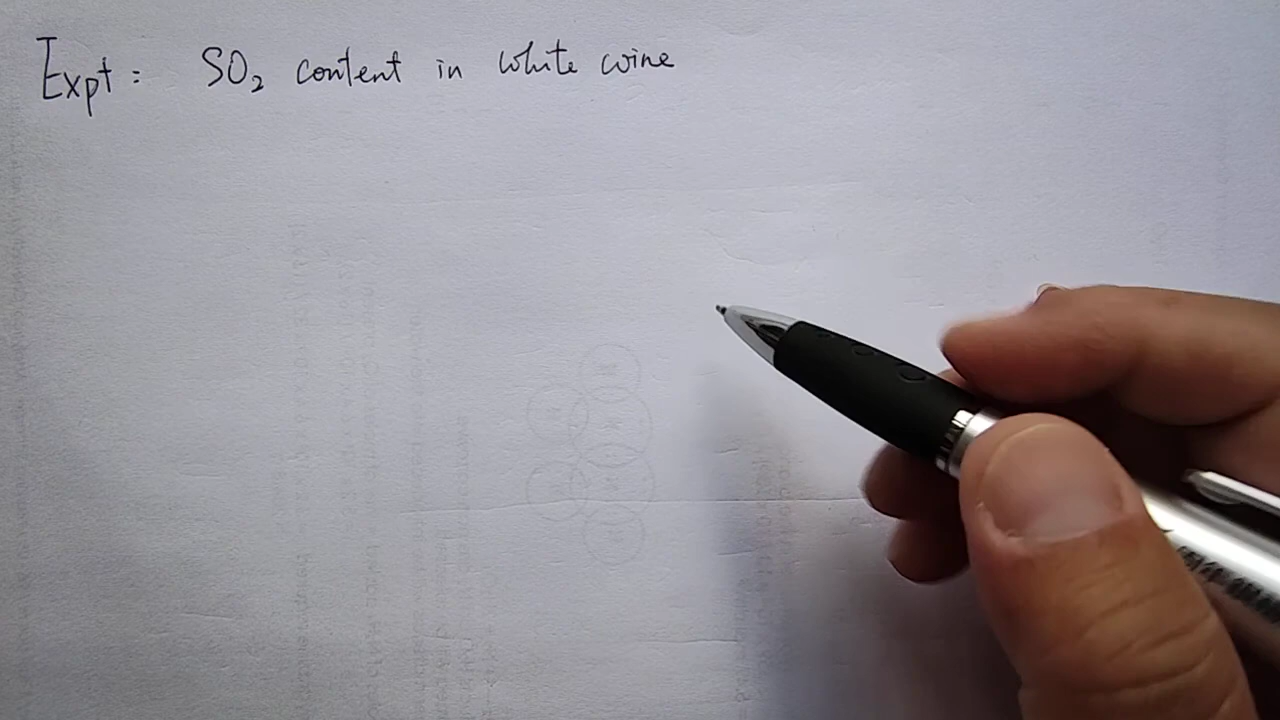 Expt: SO₂ content in white wine